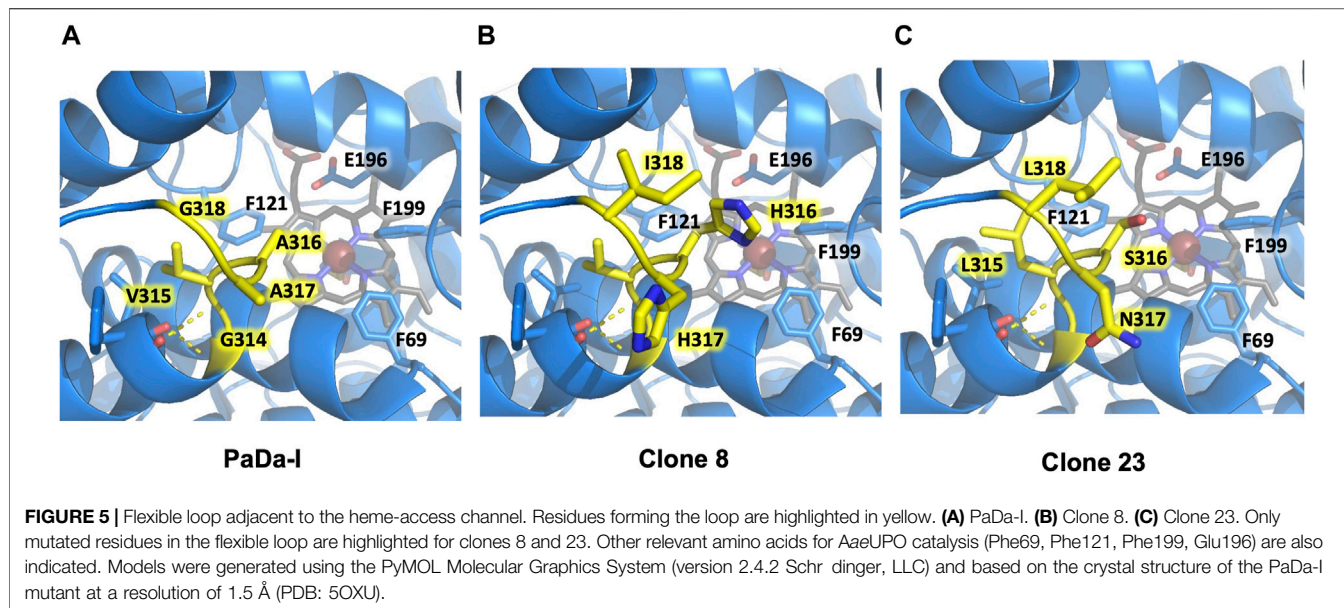 A
B
C
E196
G318
F121
F199
A316
V315
A317
G314
F69
I318
E196
F121
H316
F199
H317
F69
L318
E196
F121
F199
L315
S316
N317
F69
PaDa-I
Clone 8
Clone 23
FIGURE 5 | Flexible loop adjacent to the heme-access channel. Residues forming the loop are highlighted in yellow. (A) PaDa-I. (B) Clone 8. (C) Clone 23. Only
mutated residues in the flexible loop are highlighted for clones 8 and 23. Other relevant amino acids for AaeUPO catalysis (Phe69, Phe121, Phe199, Glu196) are also
indicated. Models were generated using the PyMOL Molecular Graphics System (version 2.4.2 Schr dinger, LLC) and based on the crystal structure of the PaDa-I
mutant at a resolution of 1.5 Å (PDB: 5OXU).